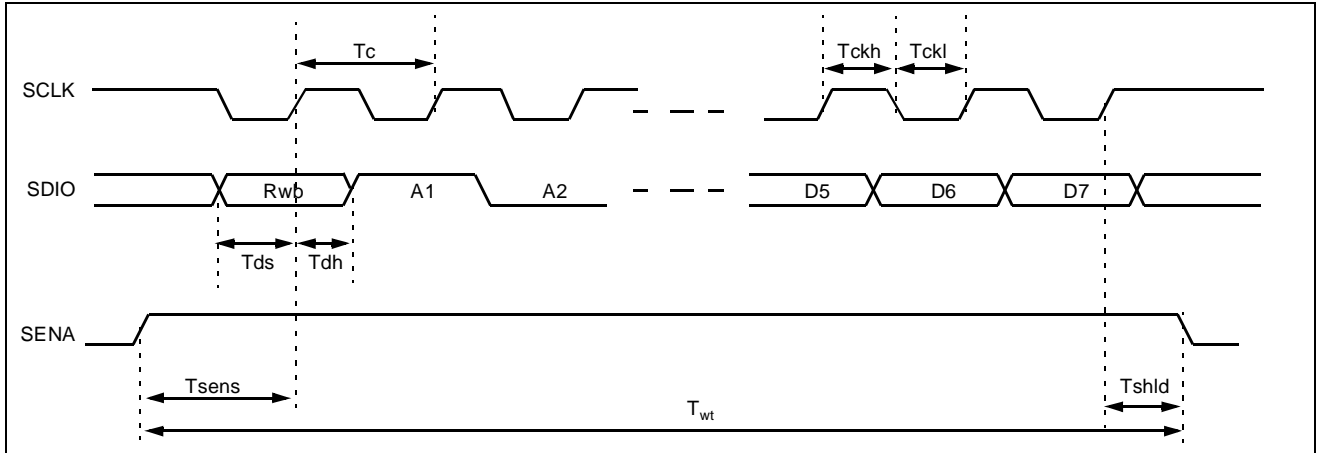 Tc
Tckh Tckl
SCLK
SDIO
Rwb A1 A2 D5 D6 D7
Tds Tdh
SENA
Tsens
Tshld
Twt